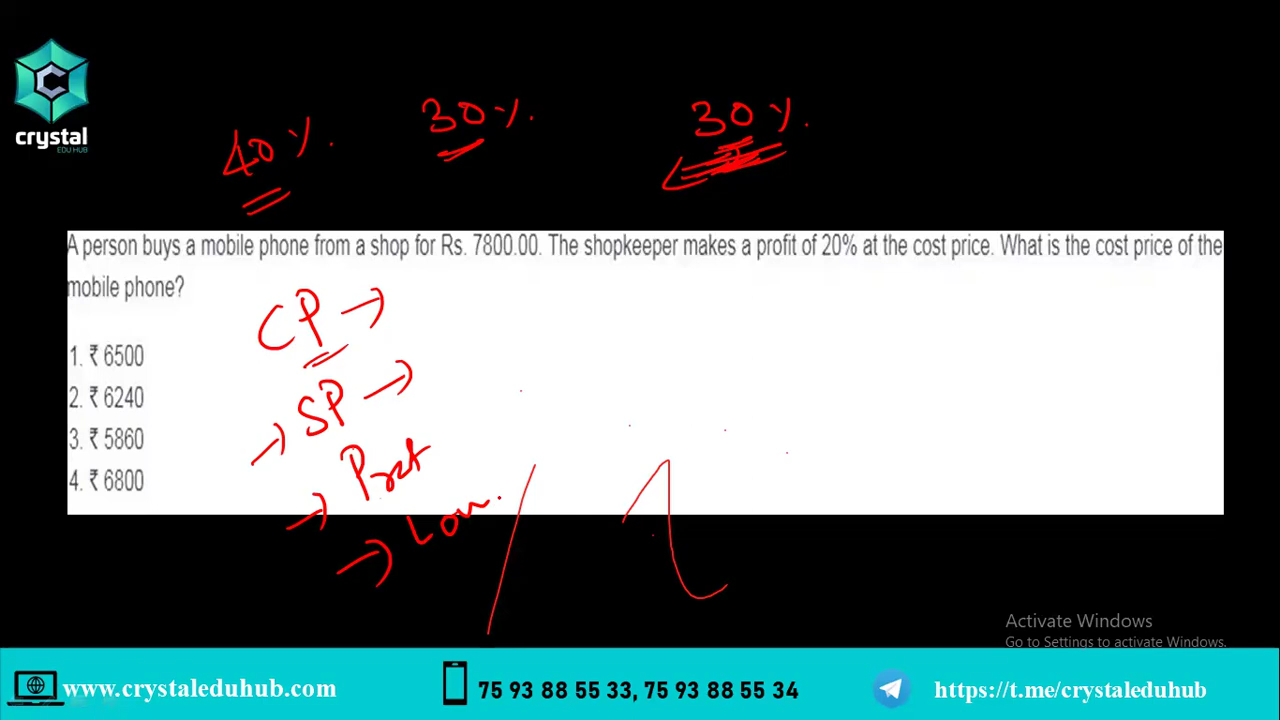 crystal
EDU HUB
40%.
30%.
30%.
A person buys a mobile phone from a shop for Rs. 7800.00. The shopkeeper makes a profit of 20% at the cost price. What is the cost price of the
mobile phone?
CP →
1. ₹ 6500
SP →
2. ₹ 6240
3. ₹ 5860
4. ₹ 6800
Activate Windows
Go to Settings to activate Windows.
www.crystaleduhub.com
75 93 88 55 33, 75 93 88 55 34
https://t.me/crystaleduhub